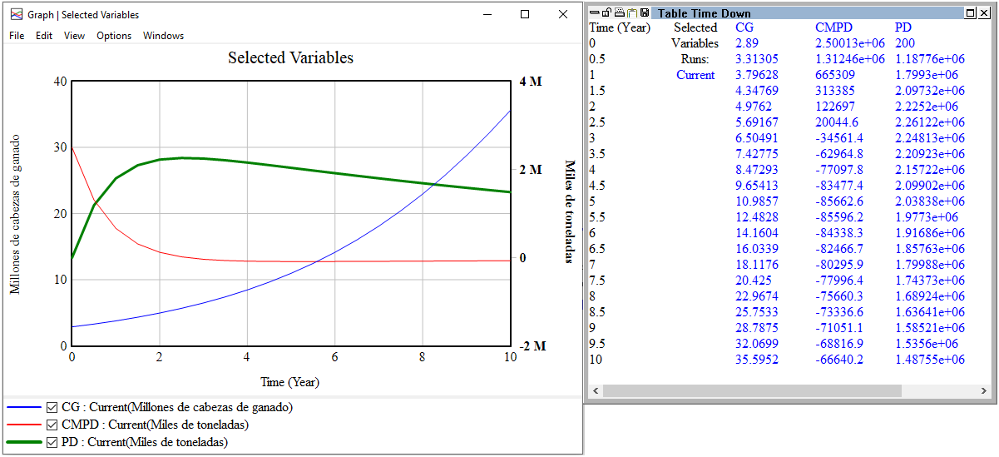 Graph | Selected Variables
File Edit View Options Windows
Selected Variables
40
30
20
10
0
Millones de cabezas de ganado
4 M
2 M
0
-2 M
Miles de toneladas
0 2 4 6 8 10
Time (Year)
CG : Current(Millones de cabezas de ganado)
CMPD : Current(Miles de toneladas)
PD : Current(Miles de toneladas)
Table Time Down
Time (Year) Selected CG CMPD PD
0 Variables 2.89 2.50013e+06 200
0.5 Runs: 3.31305 1.31246e+06 1.18776e+06
1 Current 3.79628 665309 1.7993e+06
1.5 4.34769 313385 2.09732e+06
2 4.9762 122697 2.2252e+06
2.5 5.69167 20044.6 2.26122e+06
3 6.50491 -34561.4 2.24813e+06
3.5 7.42775 -62964.8 2.20923e+06
4 8.47293 -77097.8 2.15722e+06
4.5 9.65413 -83477.4 2.09902e+06
5 10.9857 -85662.6 2.03838e+06
5.5 12.4828 -85596.2 1.9773e+06
6 14.1604 -84338.3 1.91686e+06
6.5 16.0339 -82466.7 1.85763e+06
7 18.1176 -80295.9 1.79988e+06
7.5 20.425 -77996.4 1.74373e+06
8 22.9674 -75660.3 1.68924e+06
8.5 25.7533 -73336.6 1.63641e+06
9 28.7875 -71051.1 1.58521e+06
9.5 32.0699 -68816.9 1.5356e+06
10 35.5952 -66640.2 1.48755e+06